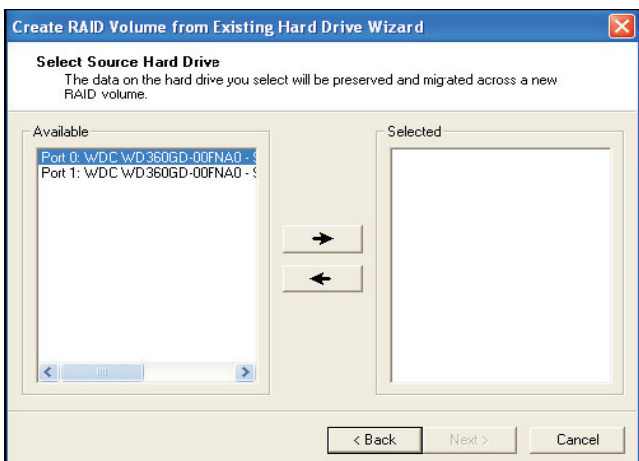 Create RAID Volume from Existing Hard Drive Wizard
Select Source Hard Drive
The data on the hard drive you select will be preserved and migrated across a new
RAID volume.
Available
Selected
Port 0: WDC WD360GD-00FNA0 -
Port 1: WDC WD360GD-00FNA0 -
< Back
Next >
Cancel